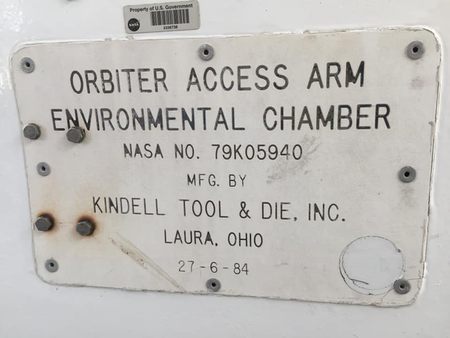 Property of U.S. Government
ORBITER ACCESS ARM
ENVIRONMENTAL CHAMBER
NASA NO. 79K05940
MFG. BY
KINDELL TOOL & DIE, INC.
LAURA, OHIO
27-6-84